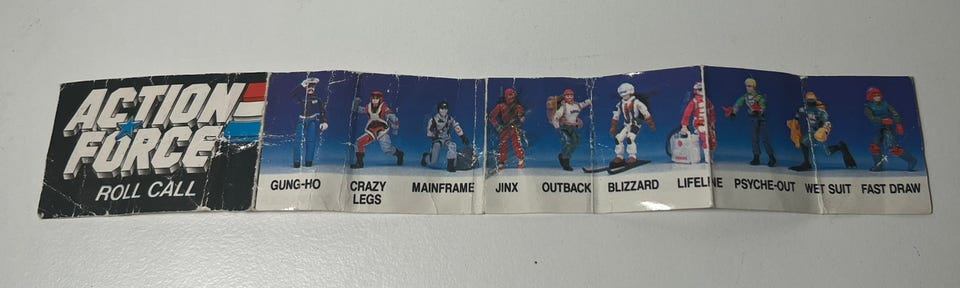 ACTION
FORCE
ROLL CALL
GUNG-HO
CRAZY
LEGS
MAINFRAME
JINX
OUTBACK
BLIZZARD
LIFELINE
PSYCHE-OUT
WET SUIT
FAST DRAW